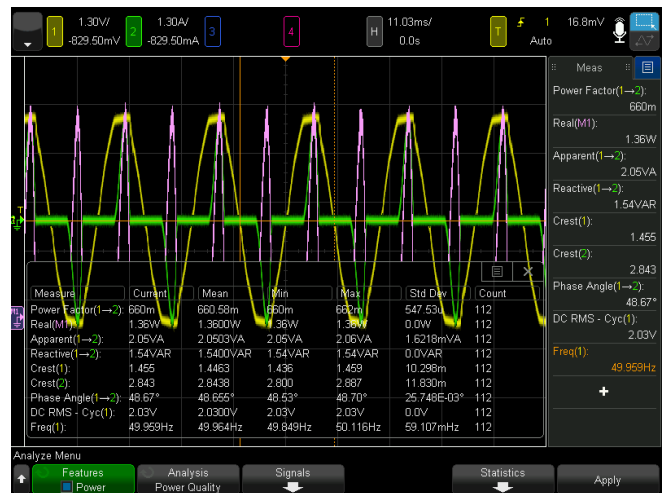 1 1.30V/ 2 1.30A/ 3 4 H 11.03ms/ T 1 16.8mV
-829.50mV -829.50mA 0.0s Auto
Meas
Power Factor(1→2):
660m
Real(M1):
1.36W
Apparent(1→2):
2.05VA
Reactive(1→2):
1.54VAR
Crest(1):
1.455
Crest(2):
2.843
Phase Angle(1→2):
48.67°
DC RMS - Cyc(1):
2.03V
Freq(1):
49.959Hz
T
M1
Measure Current Mean Min Max Std Dev Count
Power Factor(1→2): 660m 660.58m 660m 662m 547.53u 112
Real(M1): 1.36W 1.3600W 1.36W 1.36W 0.0W 112
Apparent(1→2): 2.05VA 2.0503VA 2.05VA 2.06VA 1.6218mVA 112
Reactive(1→2): 1.54VAR 1.5400VAR 1.54VAR 1.54VAR 0.0VAR 112
Crest(1): 1.455 1.4463 1.436 1.459 10.298m 112
Crest(2): 2.843 2.8438 2.800 2.887 11.830m 112
Phase Angle(1→2): 48.67° 48.655° 48.53° 48.70° 25.748E-03° 112
DC RMS - Cyc(1): 2.03V 2.0300V 2.03V 2.03V 0.0V 112
Freq(1): 49.959Hz 49.964Hz 49.849Hz 50.116Hz 59.107mHz 112
Analyze Menu
Features Analysis Signals Statistics Apply
Power Power Quality